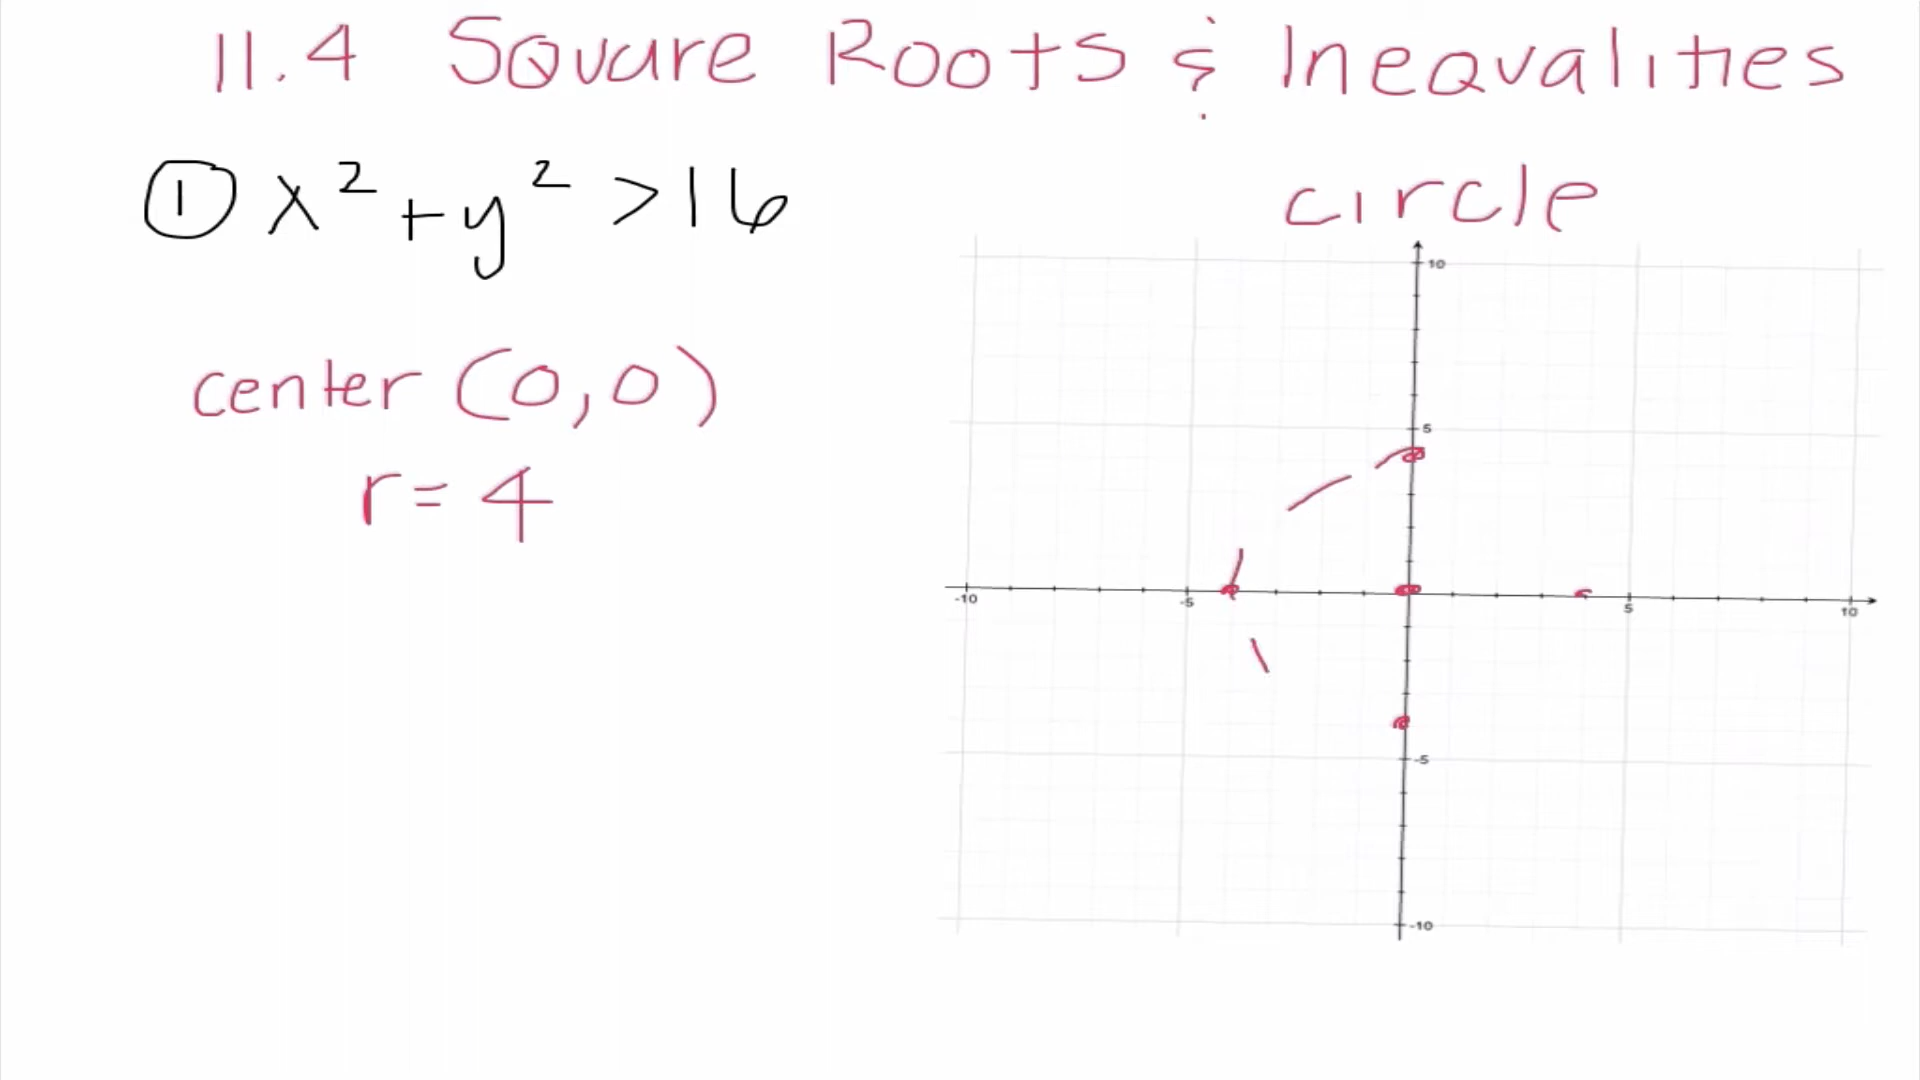 11.4 Square Roots & Inequalities
① x² + y² > 16
circle
center (0,0)
r = 4
10
5
-10 -5 5 10
-5
-10